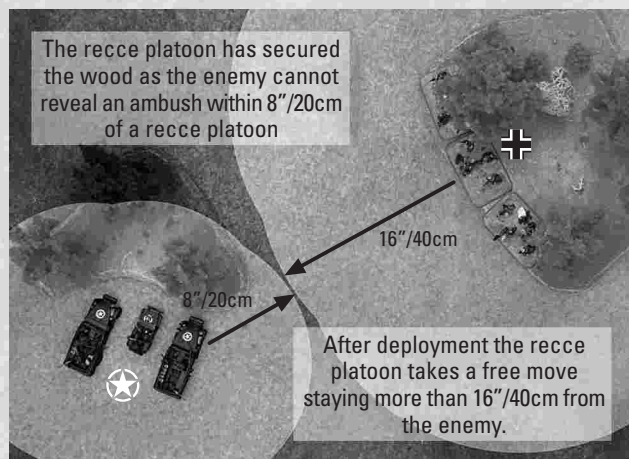 The recce platoon has secured
the wood as the enemy cannot
reveal an ambush within 8”/20cm
of a recce platoon
16”/40cm
8”/20cm
After deployment the recce
platoon takes a free move
staying more than 16”/40cm from
the enemy.